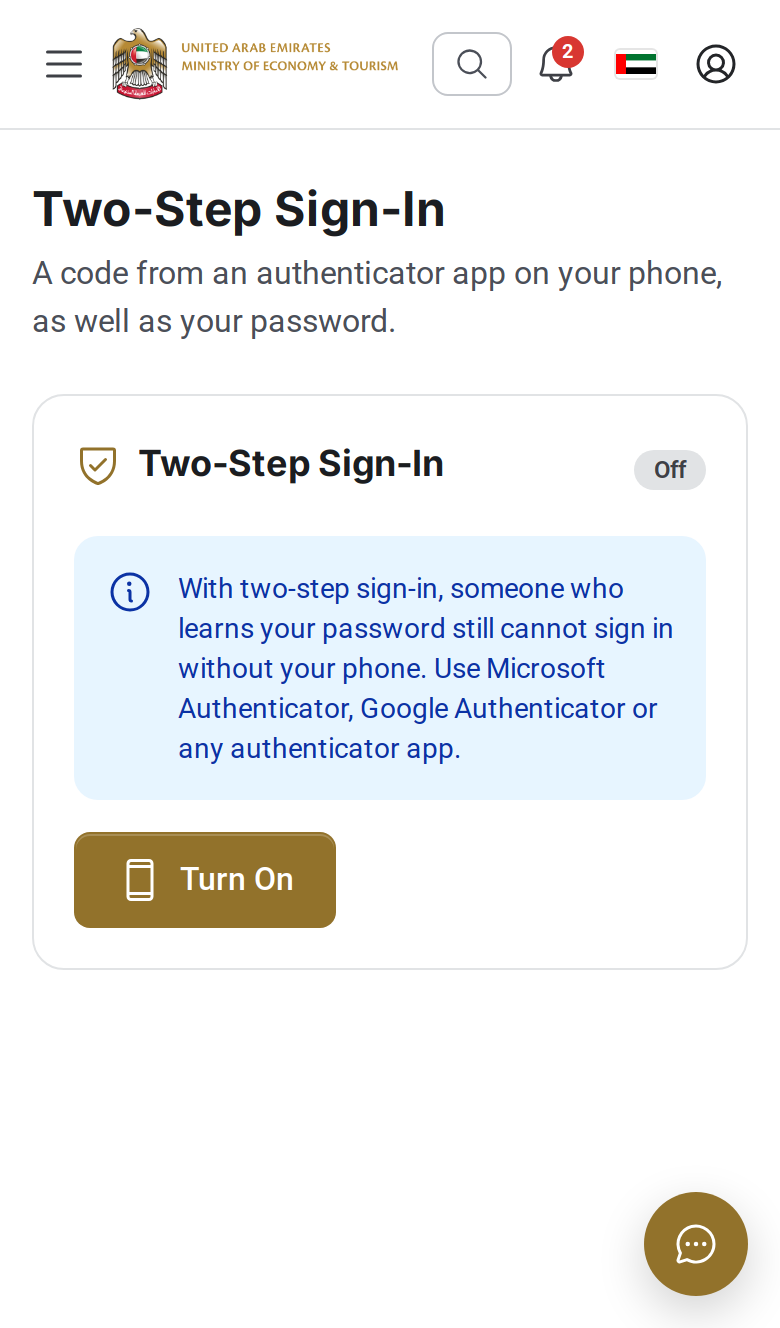 UNITED ARAB EMIRATES
MINISTRY OF ECONOMY & TOURISM
2
Two-Step Sign-In
A code from an authenticator app on your phone,
as well as your password.
Two-Step Sign-In
Off
With two-step sign-in, someone who
learns your password still cannot sign in
without your phone. Use Microsoft
Authenticator, Google Authenticator or
any authenticator app.
Turn On